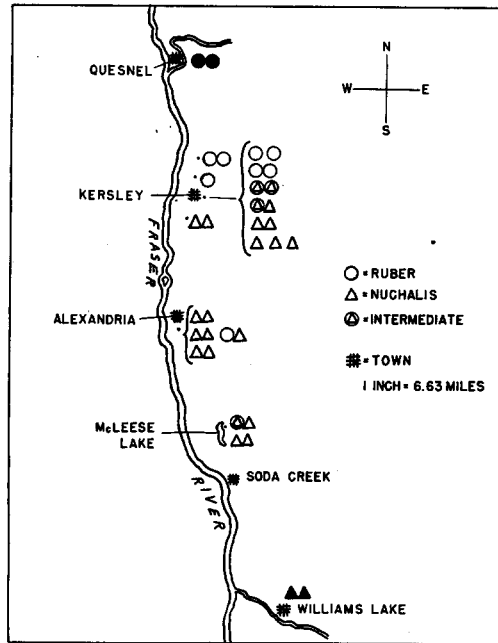 QUESNEL
N
W
E
S
KERSLEY
FRASER
= RUBER
= NUCHALIS
= INTERMEDIATE
= TOWN
1 INCH = 6.63 MILES
ALEXANDRIA
McLEESE
LAKE
SODA CREEK
RIVER
WILLIAMS LAKE